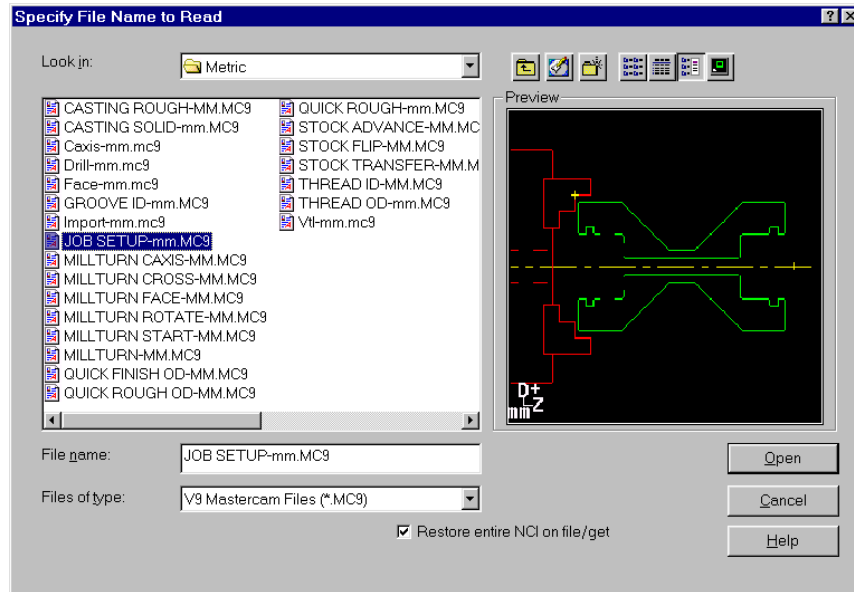 Specify File Name to Read
Look in:
Metric
CASTING ROUGH-MM.MC9
CASTING SOLID-mm.MC9
Caxis-mm.mc9
Drill-mm.mc9
Face-mm.mc9
GROOVE ID-mm.MC9
Import-mm.mc9
JOB SETUP-mm.MC9
MILLTURN CAXIS-MM.MC9
MILLTURN CROSS-MM.MC9
MILLTURN FACE-MM.MC9
MILLTURN ROTATE-MM.MC9
MILLTURN START-MM.MC9
MILLTURN-MM.MC9
QUICK FINISH OD-MM.MC9
QUICK ROUGH OD-MM.MC9
QUICK ROUGH-mm.MC9
STOCK ADVANCE-MM.MC
STOCK FLIP-MM.MC9
STOCK TRANSFER-MM.M
THREAD ID-MM.MC9
THREAD OD-mm.MC9
Vtl-mm.mc9
Preview
D+
Z
mm
File name:
JOB SETUP-mm.MC9
Open
Files of type:
V9 Mastercam Files (*.MC9)
Cancel
Restore entire NCI on file/get
Help